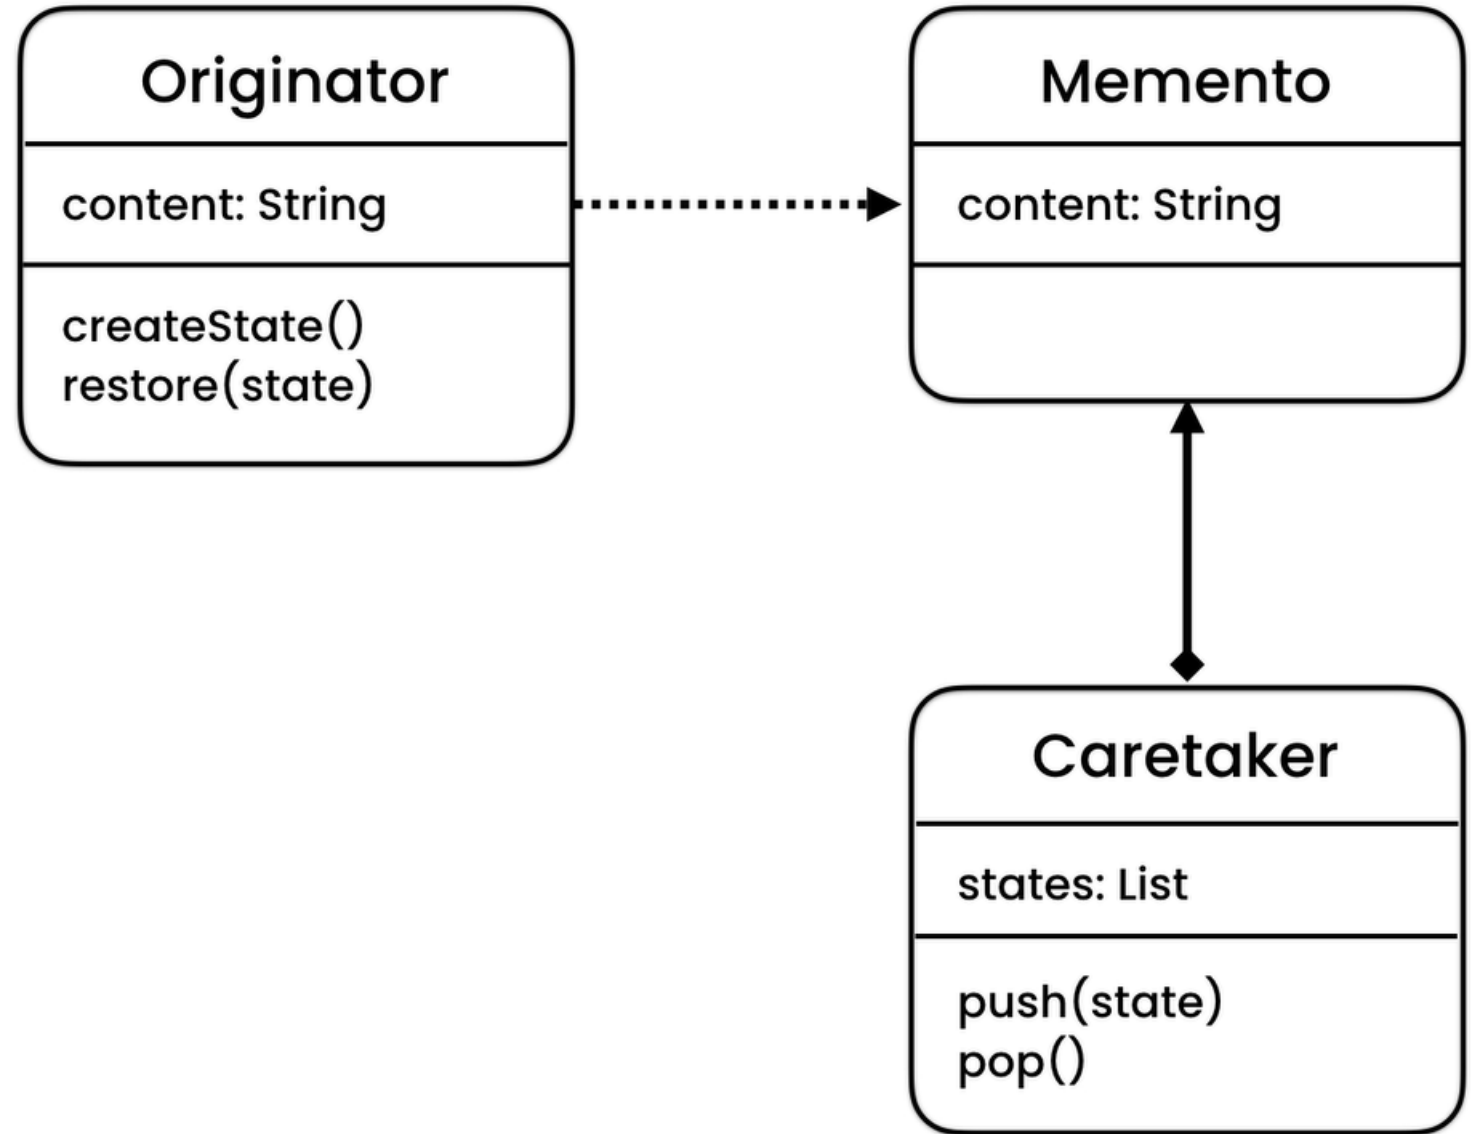 Originator
content: String
createState()
restore(state)
Memento
content: String
Caretaker
states: List
push(state)
pop()